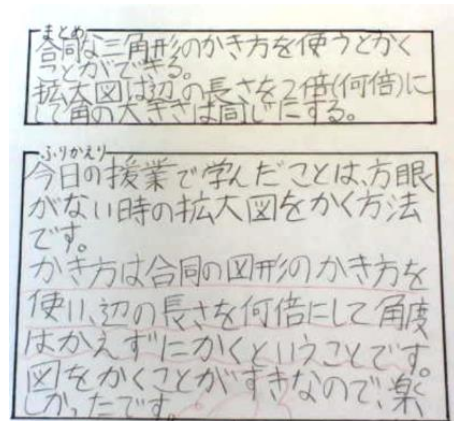 まとめ
合同な三角形のかき方を使うとかく
ことができる。
拡大図は辺の長さを2倍(何倍)に
して角の大きさは同じにする。
ふりかえり
今日の授業で学んだことは、方眼
がない時の拡大図をかく方法
です。
かき方は合同の図形のかき方を
使い、辺の長さを何倍にして角度
はかえずにかくということです。
図をかくことがすきなので、楽
しかったです。